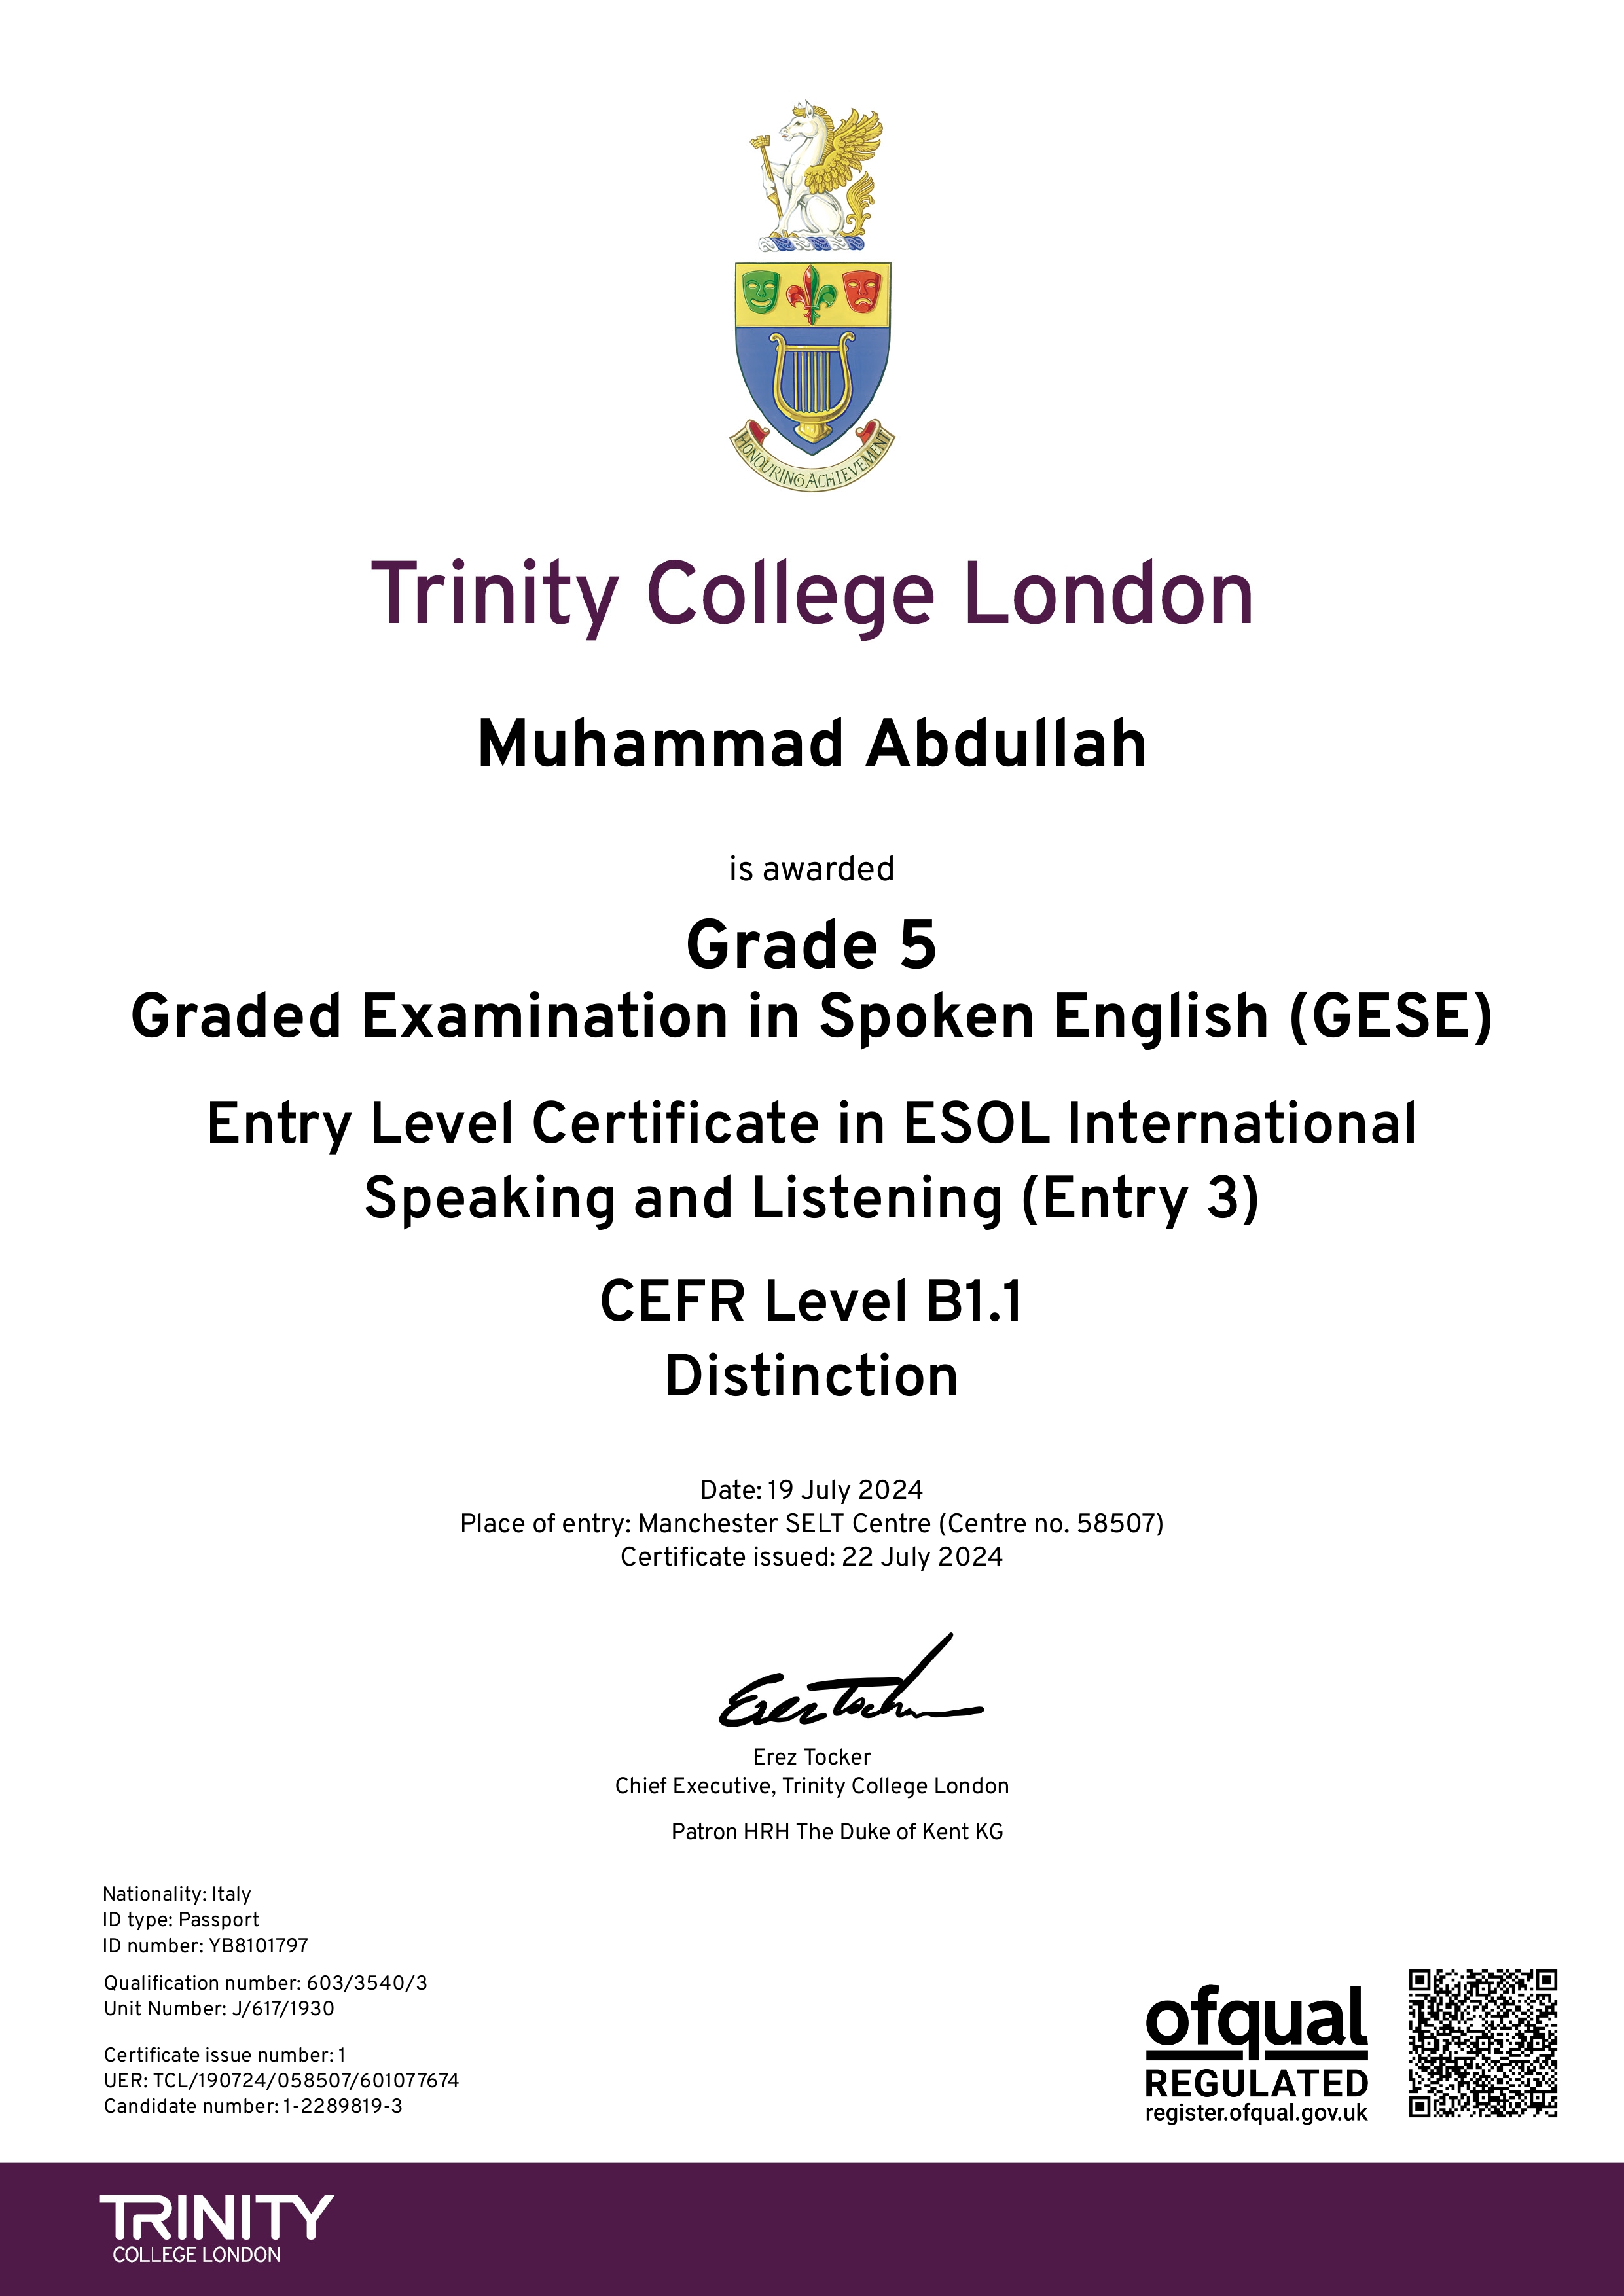 HONOURING ACHIEVEMENT
Trinity College London
Muhammad Abdullah
is awarded
Grade 5
Graded Examination in Spoken English (GESE)
Entry Level Certificate in ESOL International
Speaking and Listening (Entry 3)
CEFR Level B1.1
Distinction
Date: 19 July 2024
Place of entry: Manchester SELT Centre (Centre no. 58507)
Certificate issued: 22 July 2024
Erez Tocker
Chief Executive, Trinity College London
Patron HRH The Duke of Kent KG
Nationality: Italy
ID type: Passport
ID number: YB8101797
Qualification number: 603/3540/3
Unit Number: J/617/1930
Certificate issue number: 1
UER: TCL/190724/058507/601077674
Candidate number: 1-2289819-3
ofqual
REGULATED
register.ofqual.gov.uk
TRINITY
COLLEGE LONDON